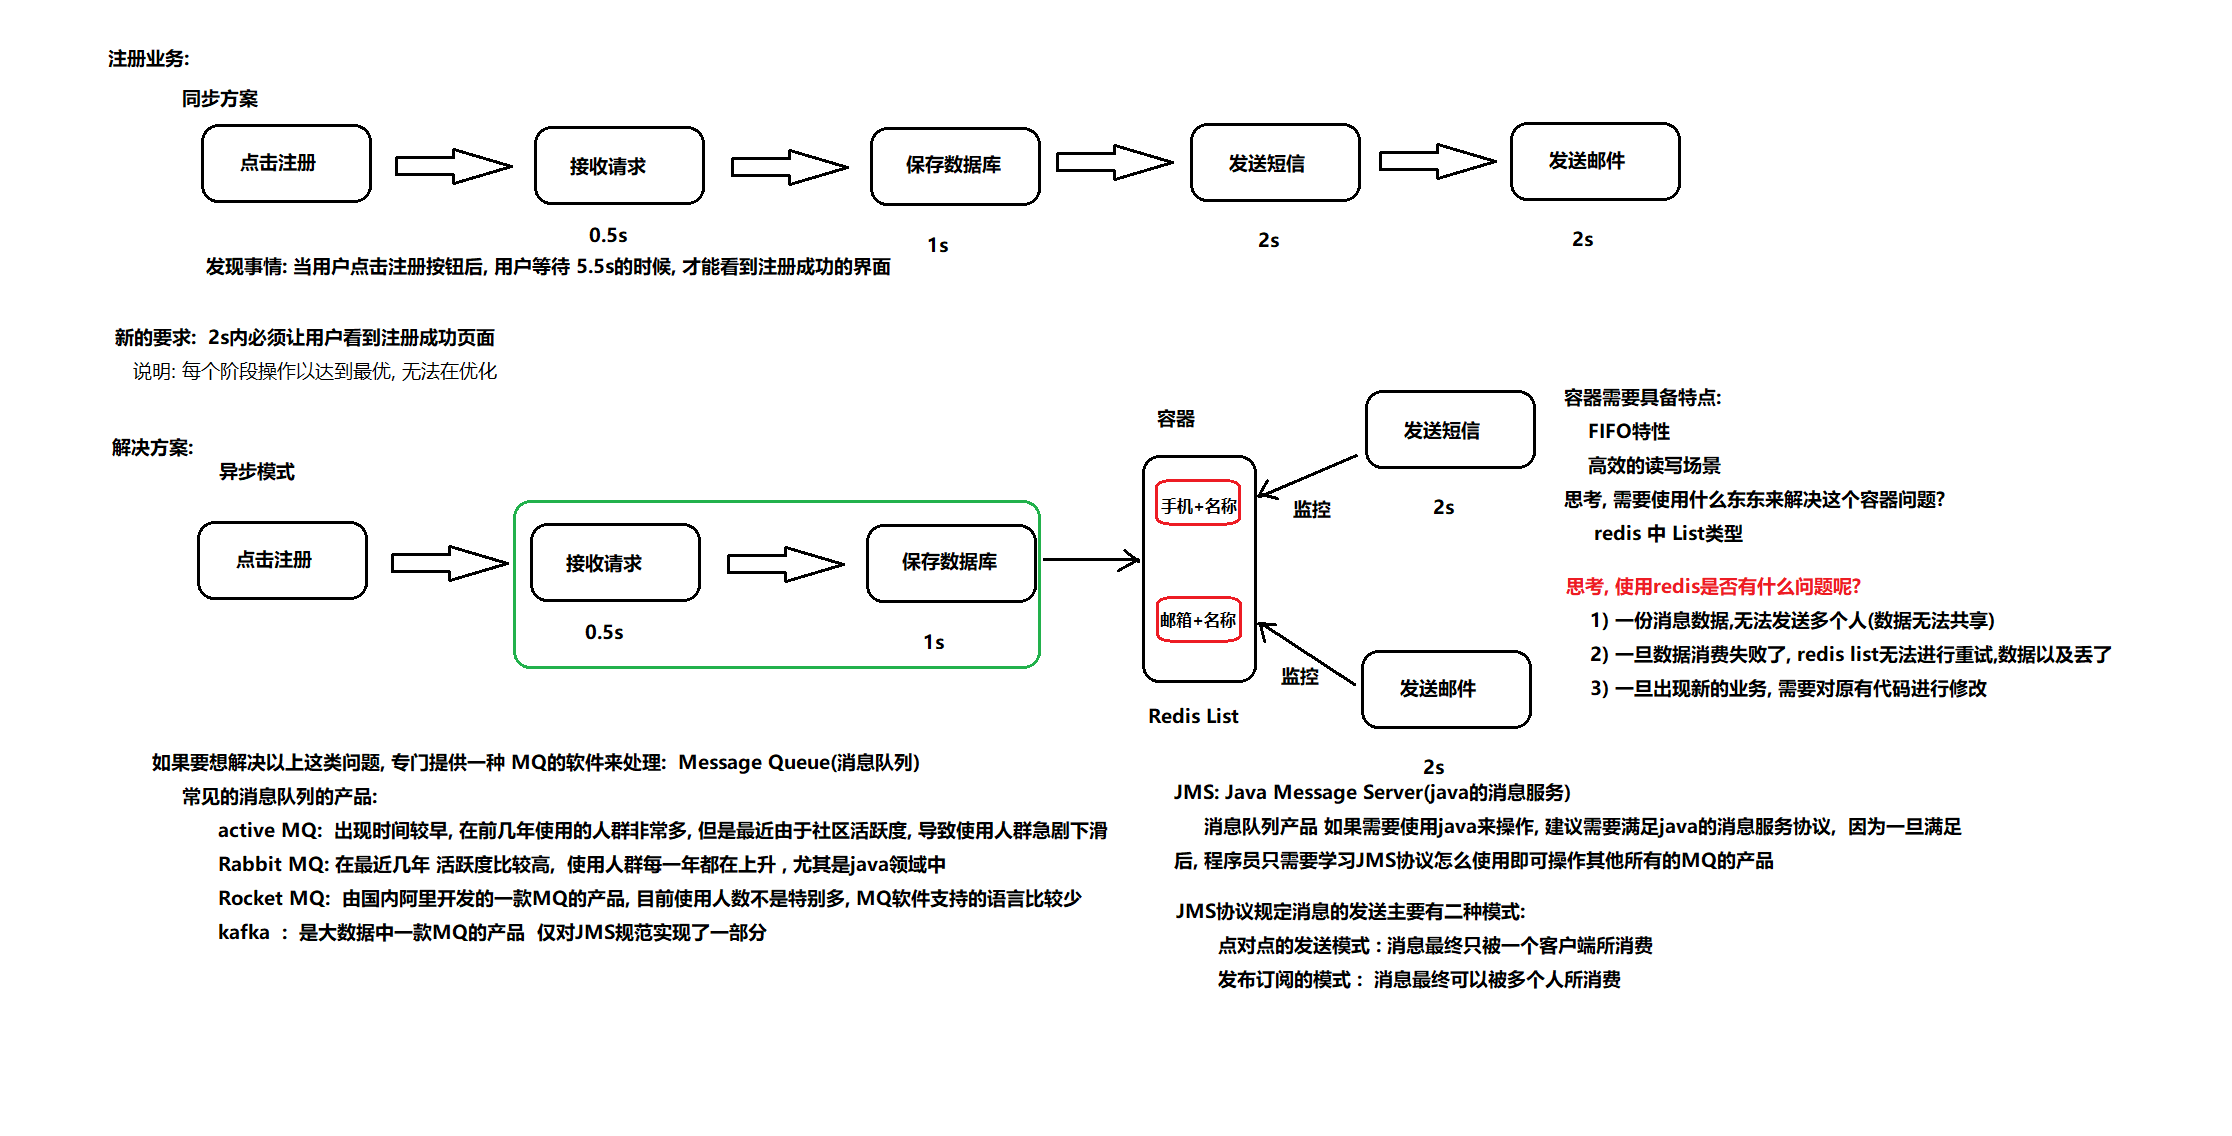 注册业务:
同步方案
点击注册
接收请求
保存数据库
发送短信
发送邮件
0.5s
1s
2s
2s
发现事情: 当用户点击注册按钮后, 用户等待 5.5s的时候, 才能看到注册成功的界面
新的要求: 2s内必须让用户看到注册成功页面
说明: 每个阶段操作以达到最优, 无法在优化
解决方案:
异步模式
点击注册
接收请求
0.5s
保存数据库
1s
容器
手机+名称
邮箱+名称
Redis List
发送短信
监控
2s
监控
发送邮件
2s
容器需要具备特点:
FIFO特性
高效的读写场景
思考, 需要使用什么东东来解决这个容器问题?
redis 中 List类型
思考, 使用redis是否有什么问题呢?
1) 一份消息数据,无法发送多个人(数据无法共享)
2) 一旦数据消费失败了, redis list无法进行重试,数据以及丢了
3) 一旦出现新的业务, 需要对原有代码进行修改
如果要想解决以上这类问题, 专门提供一种 MQ的软件来处理: Message Queue(消息队列)
常见的消息队列的产品:
active MQ: 出现时间较早, 在前几年使用的人群非常多, 但是最近由于社区活跃度, 导致使用人群急剧下滑
Rabbit MQ: 在最近几年 活跃度比较高, 使用人群每一年都在上升 , 尤其是java领域中
Rocket MQ: 由国内阿里开发的一款MQ的产品, 目前使用人数不是特别多, MQ软件支持的语言比较少
kafka : 是大数据中一款MQ的产品 仅对JMS规范实现了一部分
JMS: Java Message Server(java的消息服务)
消息队列产品 如果需要使用java来操作, 建议需要满足java的消息服务协议, 因为一旦满足
后, 程序员只需要学习JMS协议怎么使用即可操作其他所有的MQ的产品
JMS协议规定消息的发送主要有二种模式:
点对点的发送模式 : 消息最终只被一个客户端所消费
发布订阅的模式 : 消息最终可以被多个人所消费